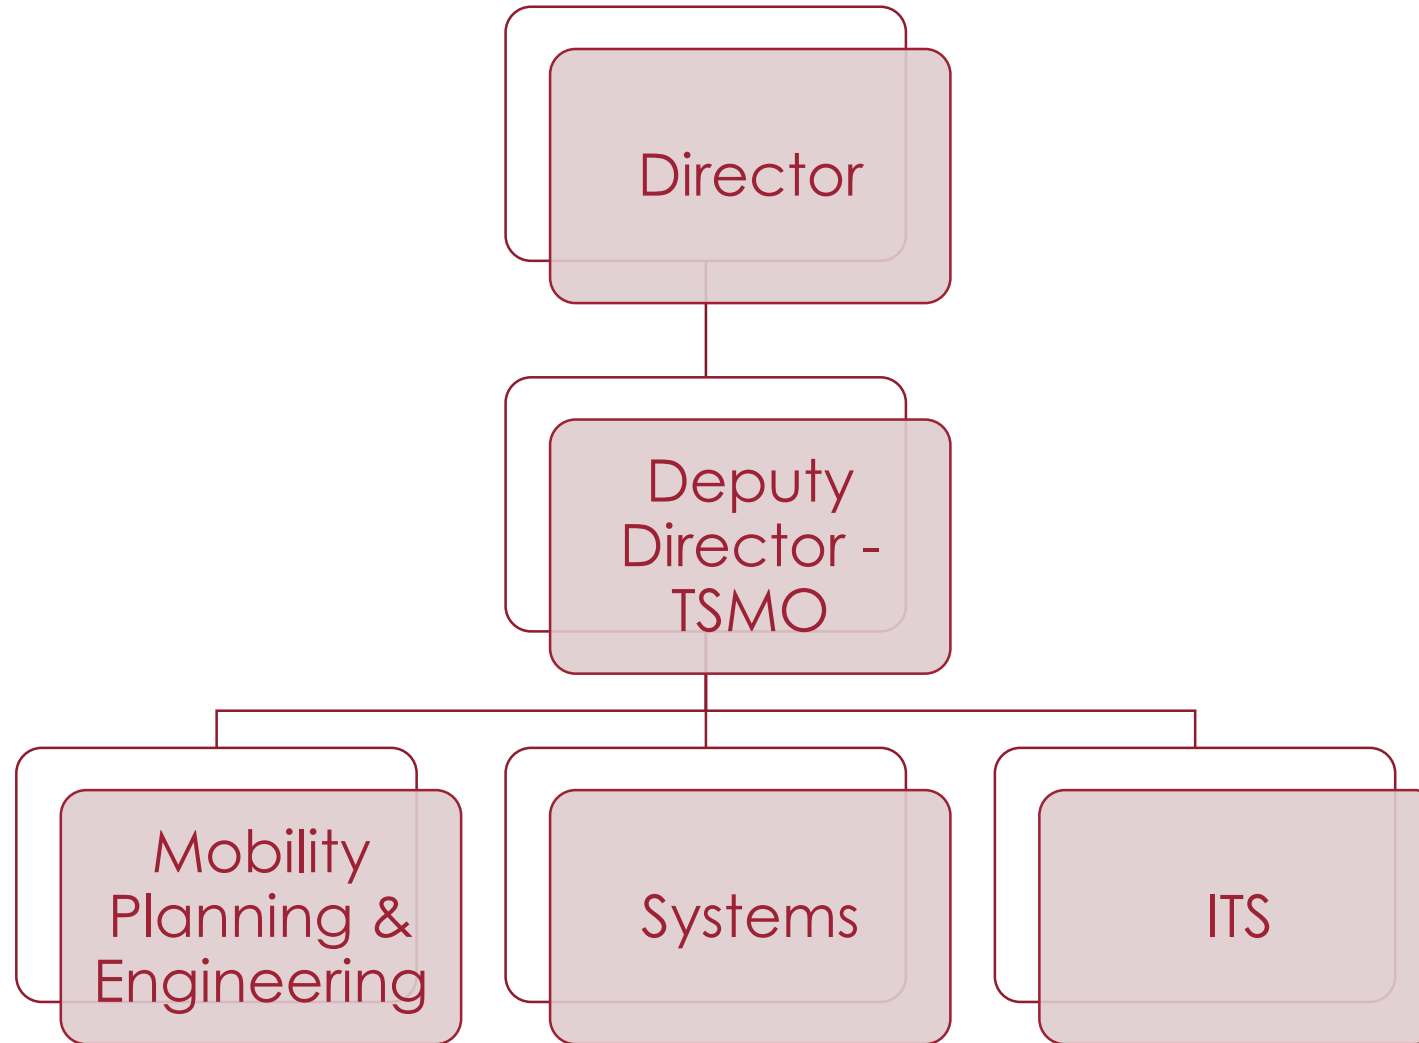 Director
Deputy
Director -
TSMO
Mobility
Planning &
Engineering
Systems
ITS